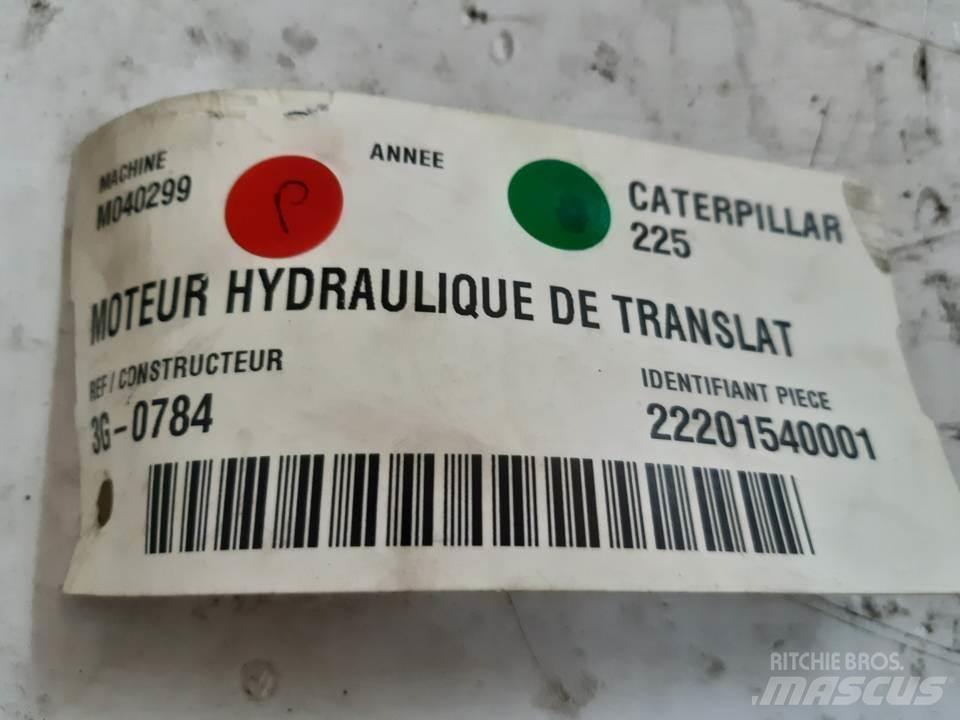 MACHINE
M040299
P
ANNEE
CATERPILLAR
225
MOTEUR HYDRAULIQUE DE TRANSLAT
REF/CONSTRUCTEUR
3G-0784
IDENTIFIANT PIECE
22201540001
RITCHIE BROS.
MASCUS